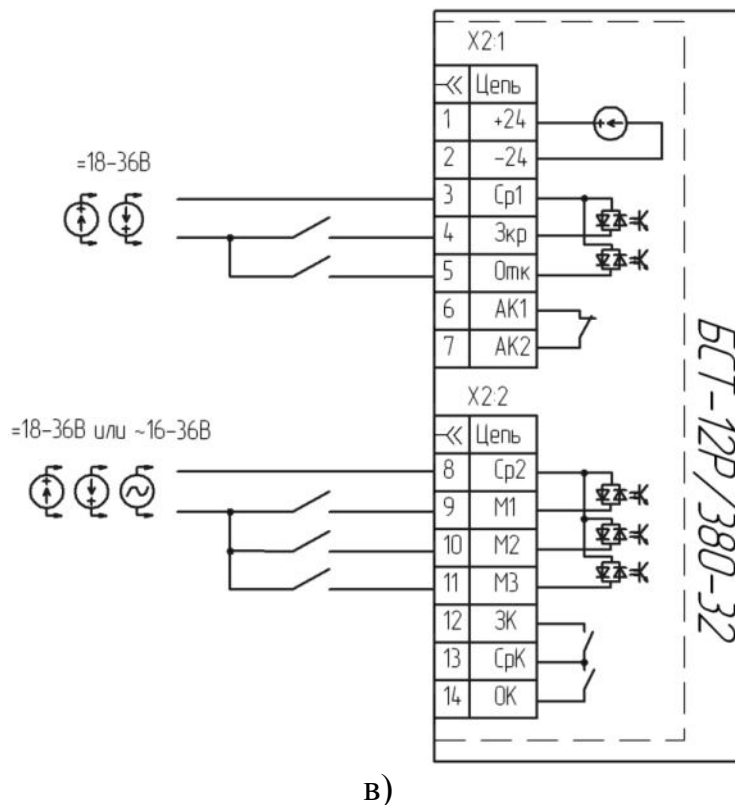 X2:1
Цепь
1 +24
2 -24
=18-36В
3 Ср1
4 Зкр
5 Отк
6 АК1
7 АК2
X2:2
=18-36В или ~16-36В
Цепь
8 Ср2
9 М1
10 М2
11 М3
12 ЗК
13 СрК
14 ОК
БСТ-12Р/380-32
в)